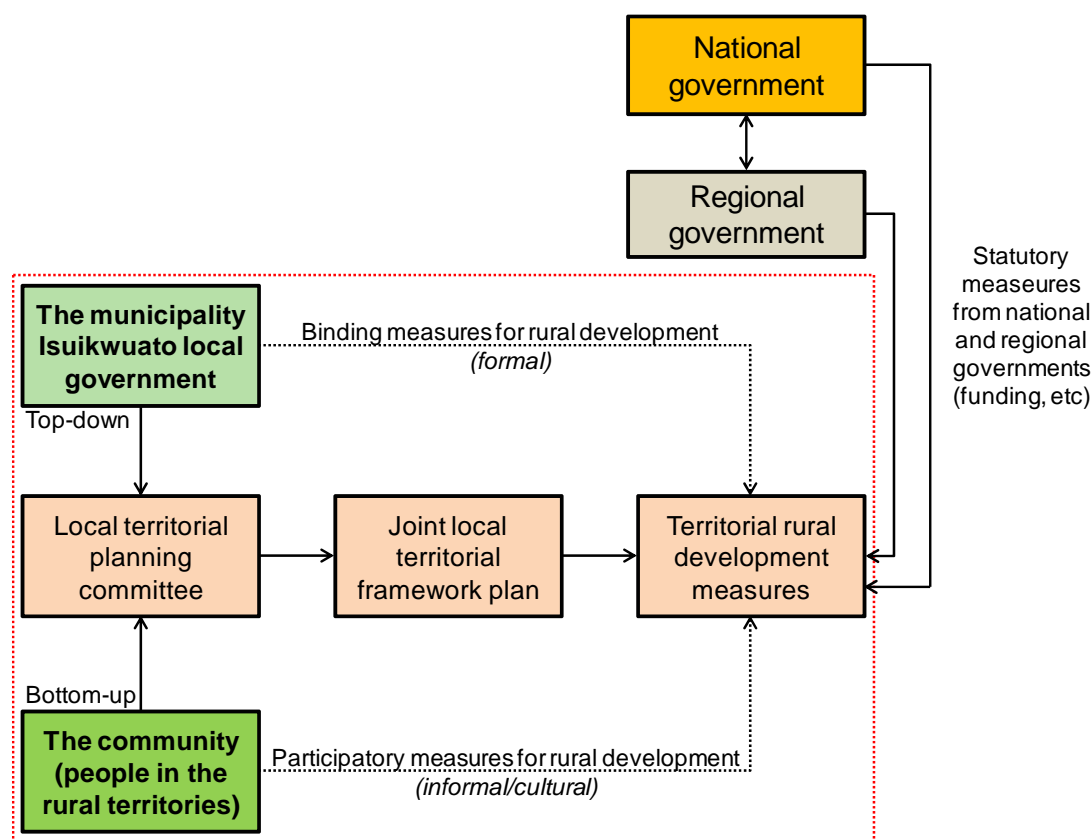 National
government
Regional
government
Statutory
measeures
from national
and regional
governments
(funding, etc)
The municipality
Isuikwuato local
government
Binding measures for rural development
(formal)
Top-down
Local territorial
planning
committee
Joint local
territorial
framework plan
Territorial rural
development
measures
Bottom-up
The community
(people in the
rural territories)
Participatory measures for rural development
(informal/cultural)